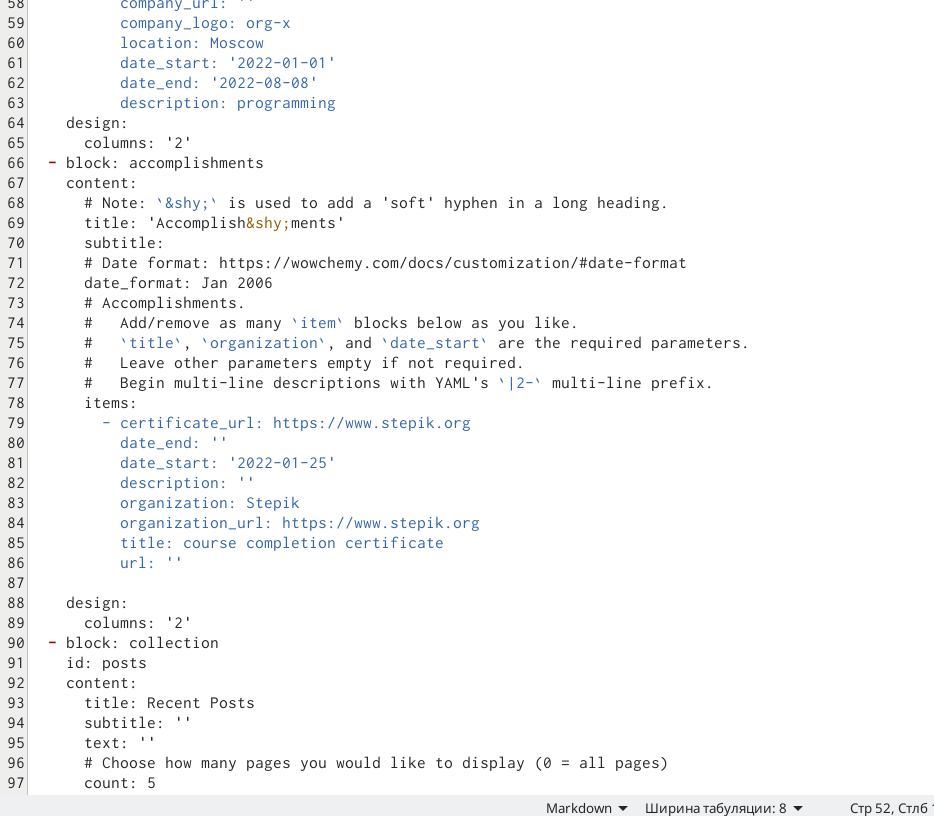 58           company_url: ''
59           company_logo: org-x
60           location: Moscow
61           date_start: '2022-01-01'
62           date_end: '2022-08-08'
63           description: programming
64     design:
65       columns: '2'
66   - block: accomplishments
67     content:
68       # Note: `&shy;` is used to add a 'soft' hyphen in a long heading.
69       title: 'Accomplish&shy;ments'
70       subtitle:
71       # Date format: https://wowchemy.com/docs/customization/#date-format
72       date_format: Jan 2006
73       # Accomplishments.
74       #   Add/remove as many `item` blocks below as you like.
75       #   `title`, `organization`, and `date_start` are the required parameters.
76       #   Leave other parameters empty if not required.
77       #   Begin multi-line descriptions with YAML's `|2-` multi-line prefix.
78       items:
79         - certificate_url: https://www.stepik.org
80           date_end: ''
81           date_start: '2022-01-25'
82           description: ''
83           organization: Stepik
84           organization_url: https://www.stepik.org
85           title: course completion certificate
86           url: ''
87
88     design:
89       columns: '2'
90   - block: collection
91     id: posts
92     content:
93       title: Recent Posts
94       subtitle: ''
95       text: ''
96       # Choose how many pages you would like to display (0 = all pages)
97       count: 5
Markdown Ширина табуляции: 8 Стр 52, Стлб